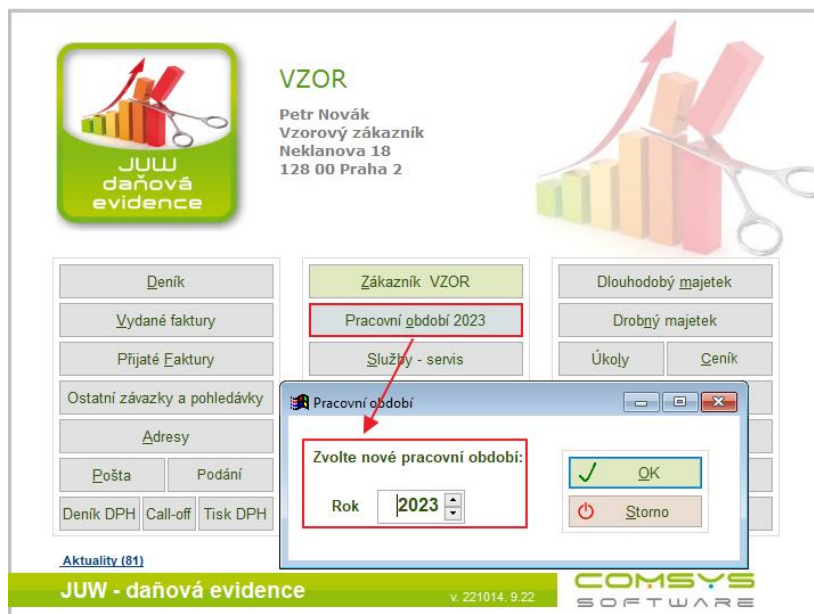 VZOR
Petr Novák
Vzorový zákazník
Neklanova 18
128 00 Praha 2
JUW
daňová
evidence
Deník
Zákazník VZOR
Dlouhodobý majetek
Vydané faktury
Pracovní období 2023
Drobný majetek
Přijaté Faktury
Služby - servis
Úkoly
Ceník
Ostatní závazky a pohledávky
Pracovní období
Adresy
Zvolte nové pracovní období:
OK
Pošta
Podání
Rok
2023
Storno
Deník DPH
Call-off
Tisk DPH
Aktuality (81)
JUW - daňová evidence
v. 221014. 9.22
COMSYS
SOFTWARE